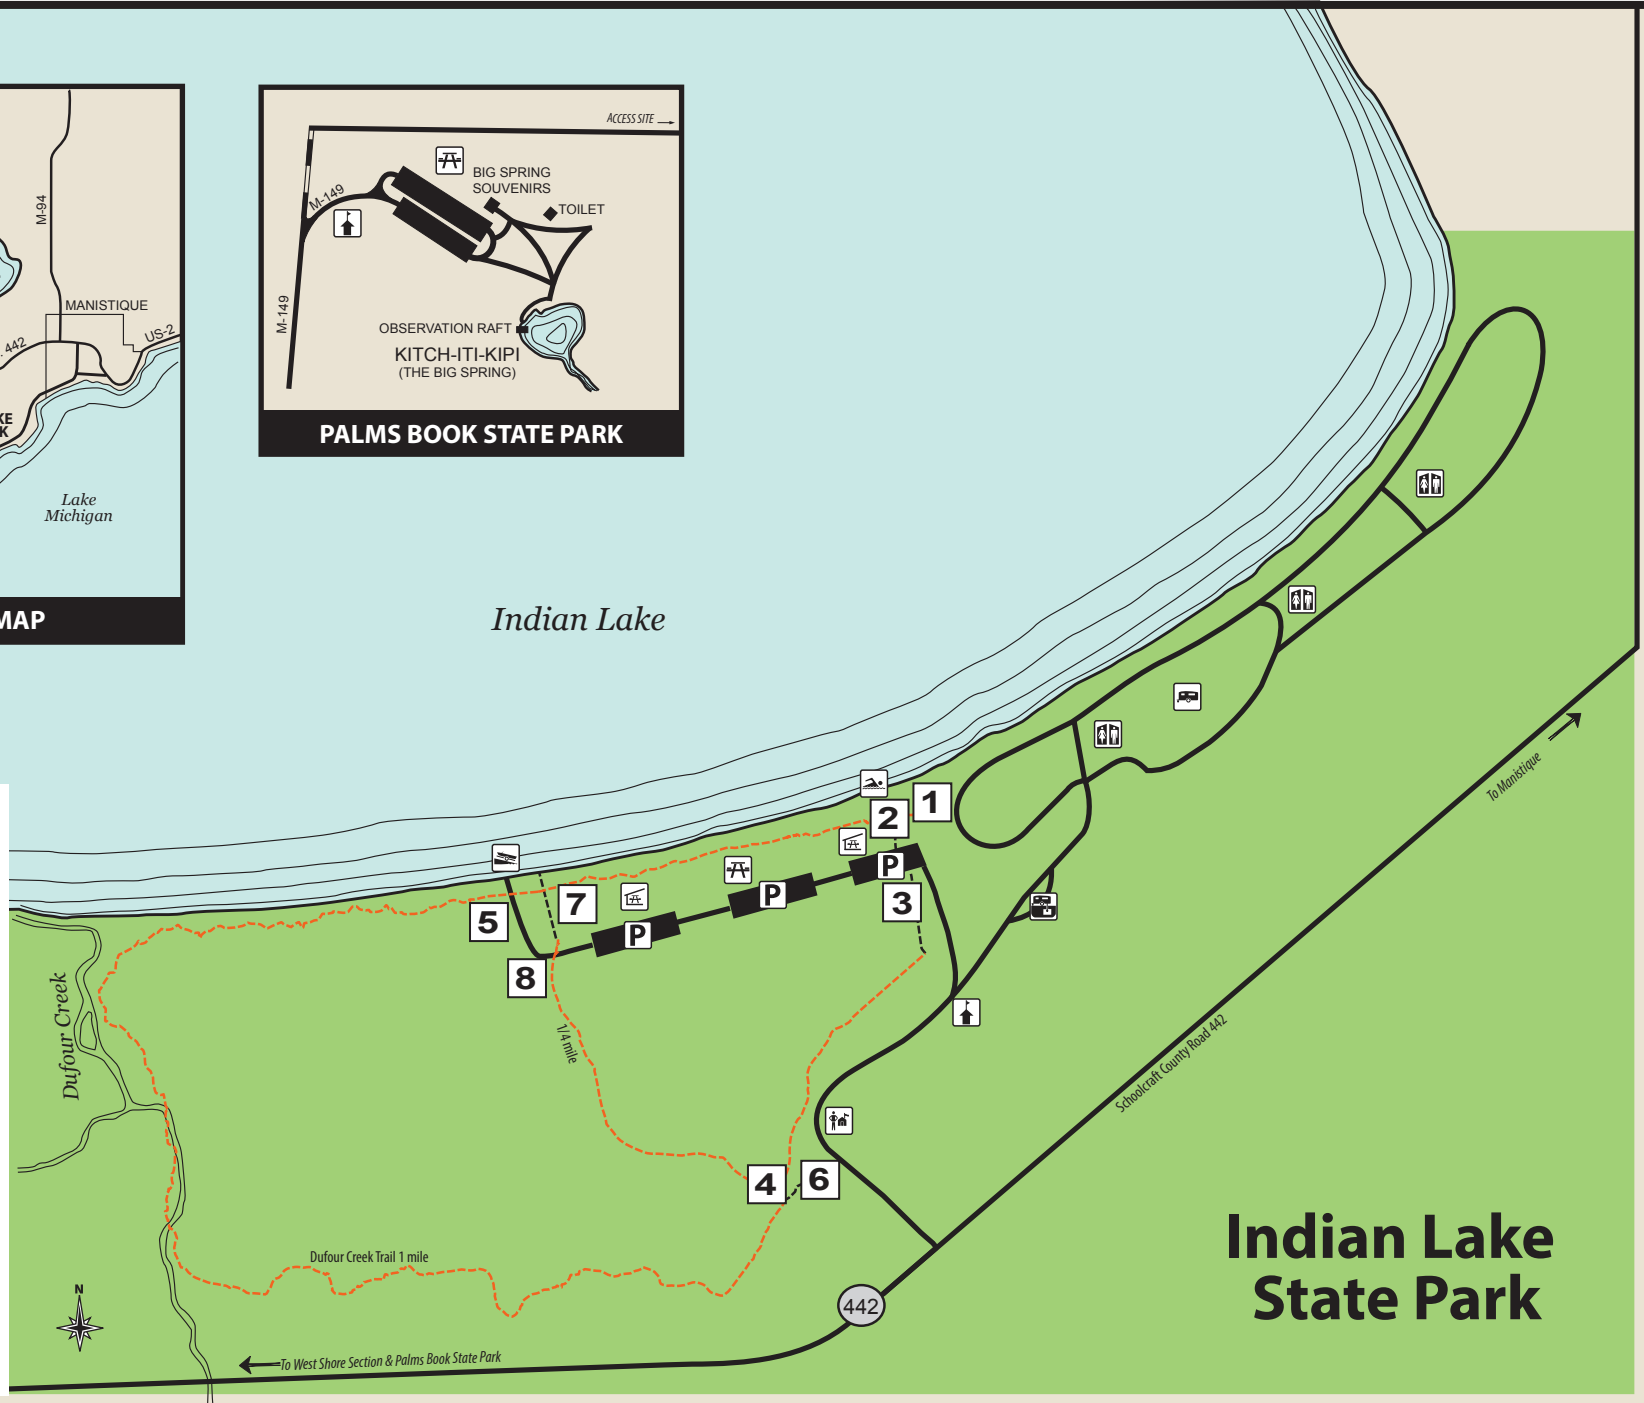 M-94
MANISTIQUE
US-2
442
KE
K
Lake
Michigan
MAP
ACCESS SITE
BIG SPRING
SOUVENIRS
TOILET
M-149
M-149
OBSERVATION RAFT
KITCH-ITI-KIPI
(THE BIG SPRING)
PALMS BOOK STATE PARK
Indian Lake
1
2
P
3
P
7
P
5
8
Dufour Creek
1/4 mile
4
6
Dufour Creek Trail 1 mile
To Manistique
Schoolcraft County Road 442
442
N
To West Shore Section & Palms Book State Park
Indian Lake
State Park